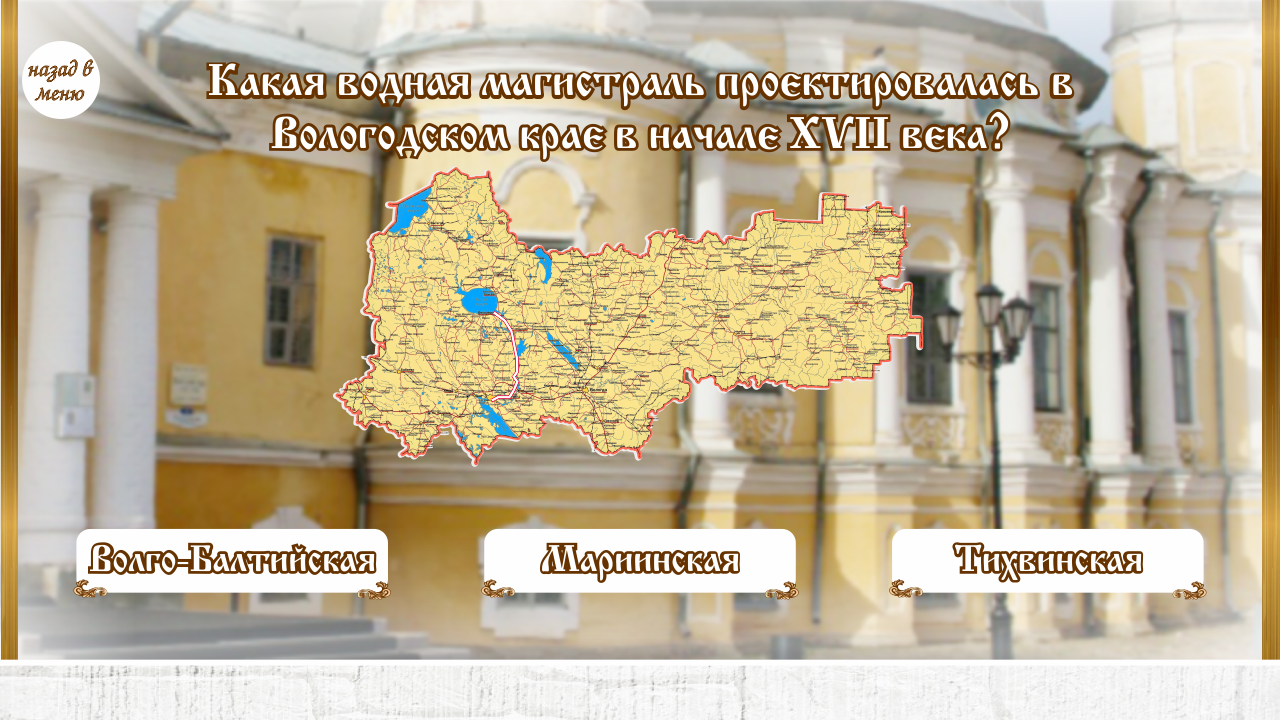 назад в
меню
Какая водная магистраль проектировалась в
Вологодском крае в начале XVII века?
Волго-Балтийская
Мариинская
Тихвинская